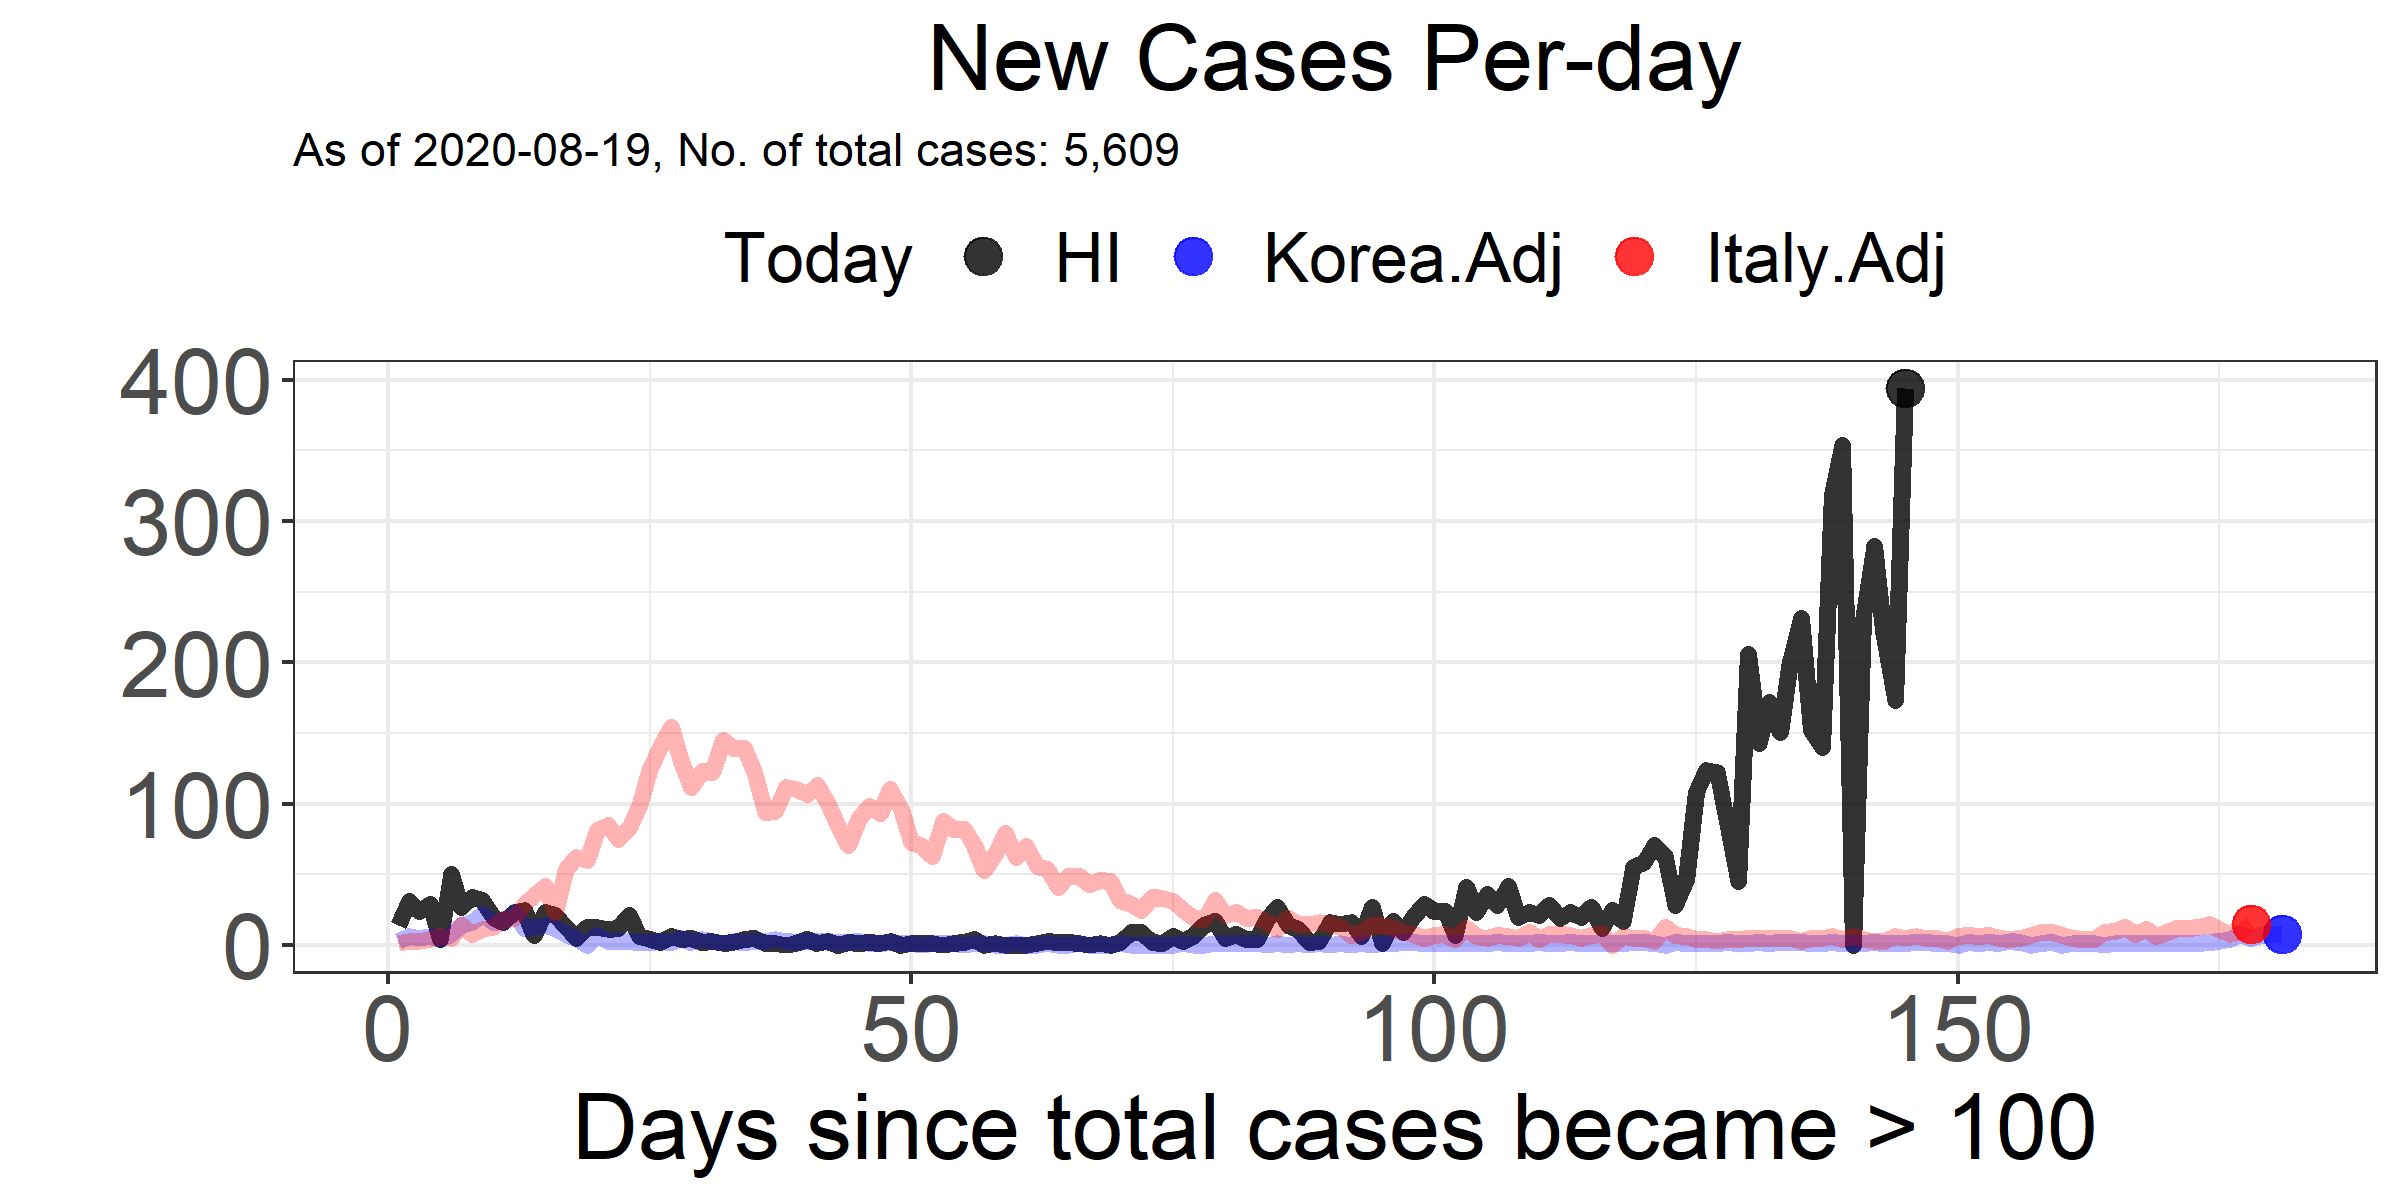 New Cases Per-day
As of 2020-08-19, No. of total cases: 5,609
Today HI Korea.Adj Italy.Adj
400
300
200
100
0
0 50 100 150
Days since total cases became > 100